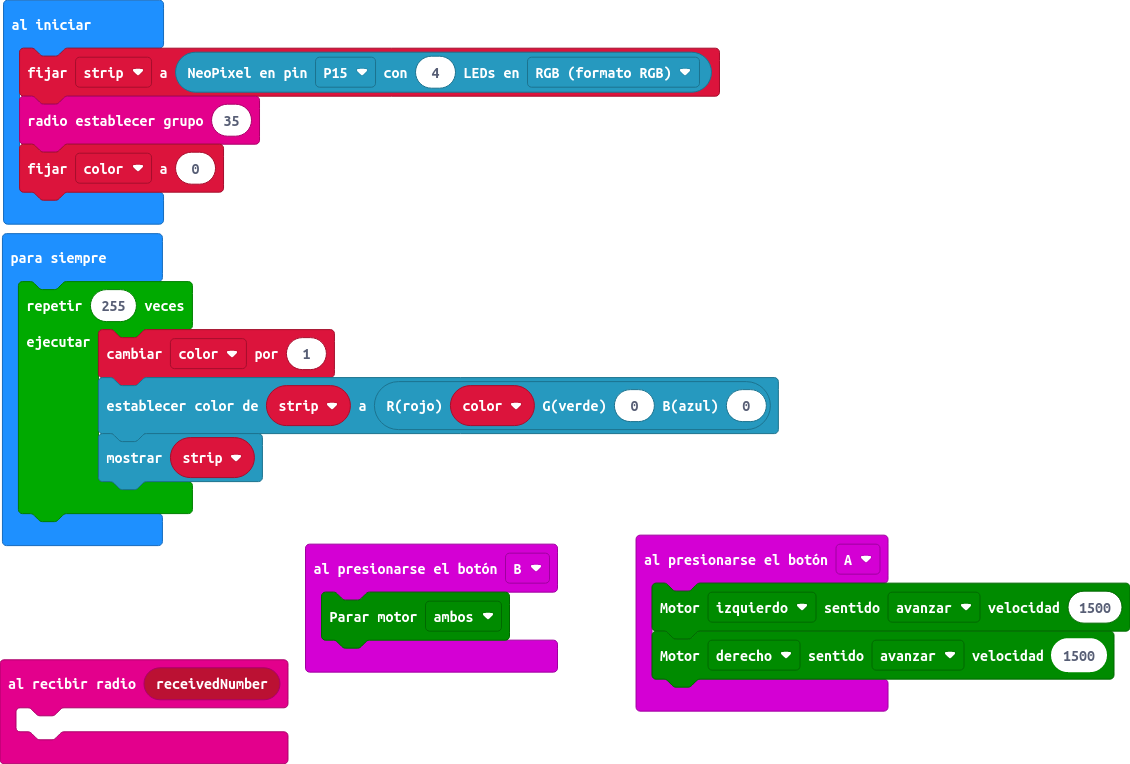 al iniciar
fijar strip a NeoPixel en pin P15 con 4 LEDs en RGB (formato RGB)
radio establecer grupo 35
fijar color a 0
para siempre
repetir 255 veces
ejecutar
cambiar color por 1
establecer color de strip a R(rojo) color G(verde) 0 B(azul) 0
mostrar strip
al presionarse el botón B
Parar motor ambos
al presionarse el botón A
Motor izquierdo sentido avanzar velocidad 1500
Motor derecho sentido avanzar velocidad 1500
al recibir radio receivedNumber